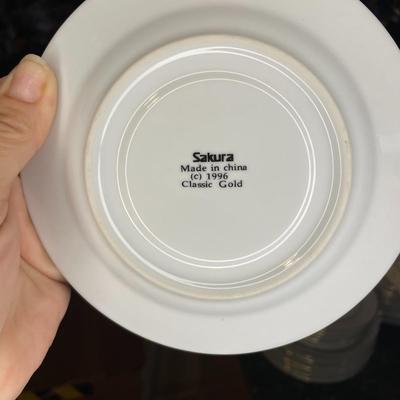 Sakura
Made in china
(c) 1996
Classic Gold